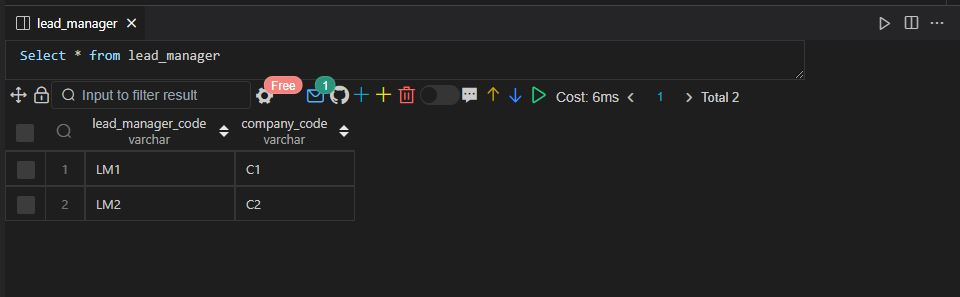 lead_manager
Select * from lead_manager
Input to filter result Free 1 Cost: 6ms 1 Total 2
lead_manager_code company_code
varchar varchar
1 LM1 C1
2 LM2 C2